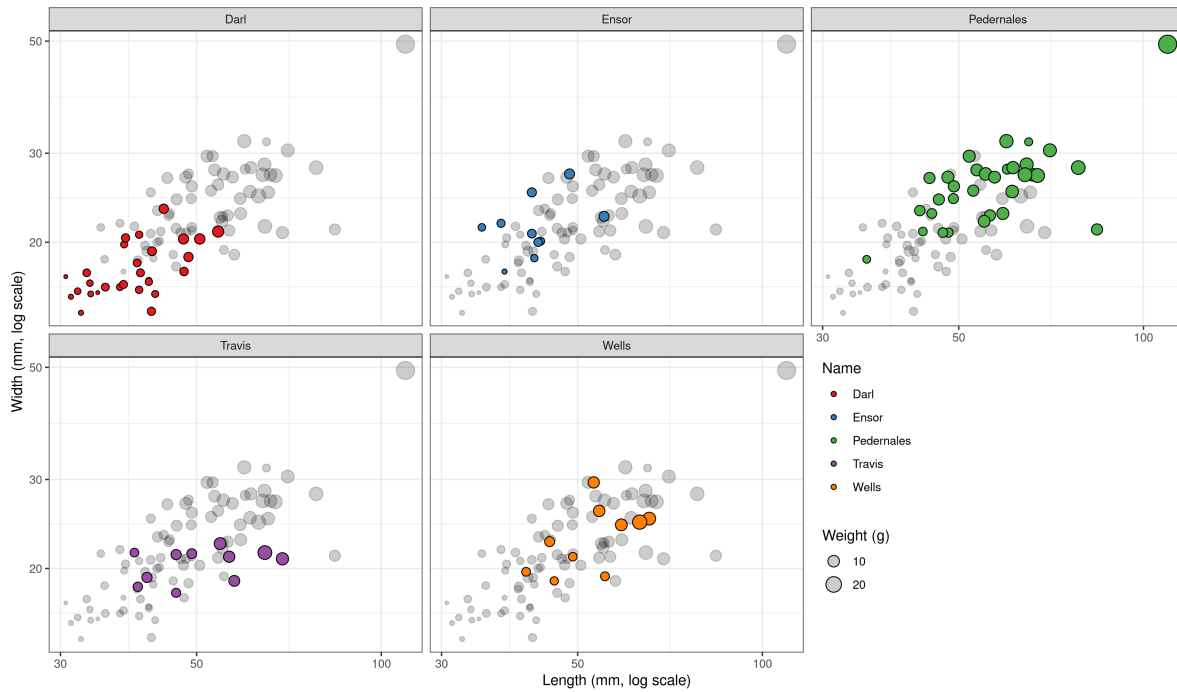 Darl
Ensor
Pedernales
50
30
20
30
50
100
Travis
Wells
50
30
20
30
50
100
30
50
100
Width (mm, log scale)
Length (mm, log scale)
Name
Darl
Ensor
Pedernales
Travis
Wells
Weight (g)
10
20